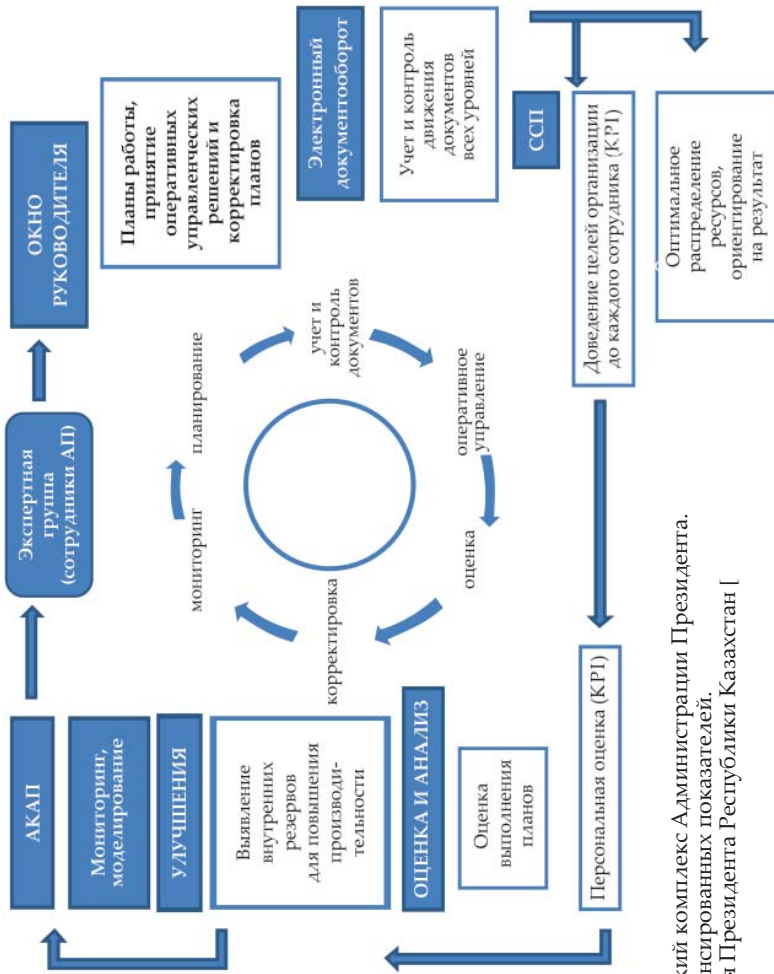 АКАП
Мониторинг,
моделирование
УЛУЧШЕНИЯ
Выявление
внутренних
резервов
для повышения
производи-
тельности
ОЦЕНКА И АНАЛИЗ
Оценка
выполнения
планов
Персональная оценка (KPI)
Экспертная
группа
(сотрудники АП)
мониторинг
планирование
учет и
контроль
документов
оперативное
управление
оценка
корректировка
ОКНО
РУКОВОДИТЕЛЯ
Планы работы,
принятие
оперативных
управленческих
решений и
корректировка
планов
Электронный
документооборот
Учет и контроль
движения
документов
всех уровней
ССП
Доведение целей организации
до каждого сотрудника (KPI)
Оптимальное
распределение
ресурсов,
ориентирование
на результат
кий комплекс Администрации Президента.
нсированных показателей.
Президента Республики Казахстан [